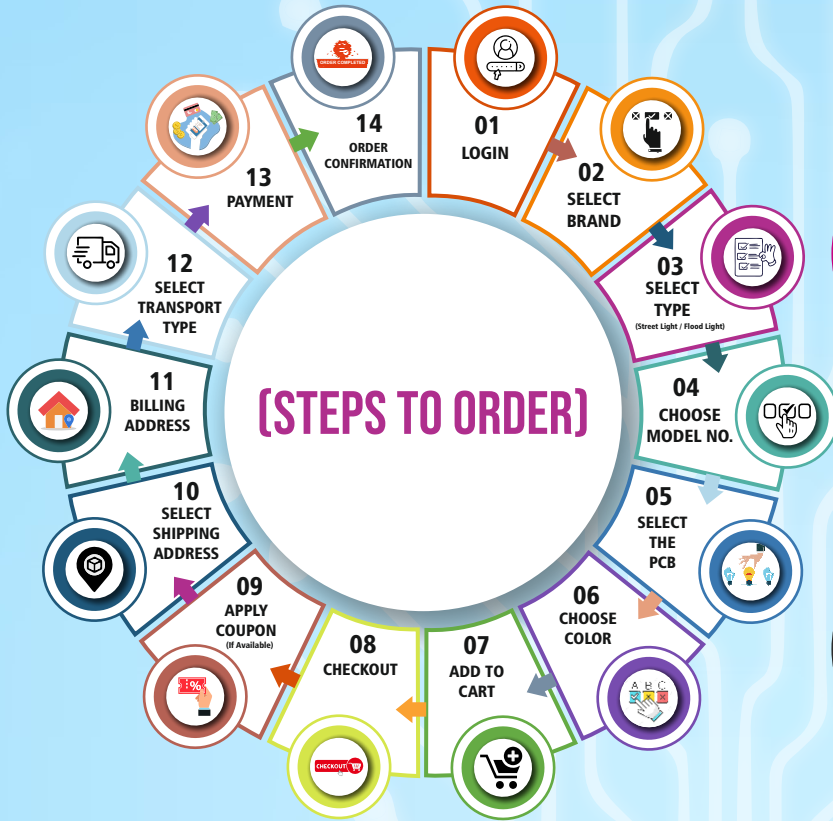 (STEPS TO ORDER)
01
LOGIN
02
SELECT
BRAND
03
SELECT
TYPE
(Street Light / Flood Light)
04
CHOOSE
MODEL NO.
05
SELECT
THE
PCB
06
CHOOSE
COLOR
A B C
07
ADD TO
CART
08
CHECKOUT
CHECKOUT
09
APPLY
COUPON
(If Available)
%
10
SELECT
SHIPPING
ADDRESS
11
BILLING
ADDRESS
12
SELECT
TRANSPORT
TYPE
13
PAYMENT
14
ORDER
CONFIRMATION
ORDER COMPLETED